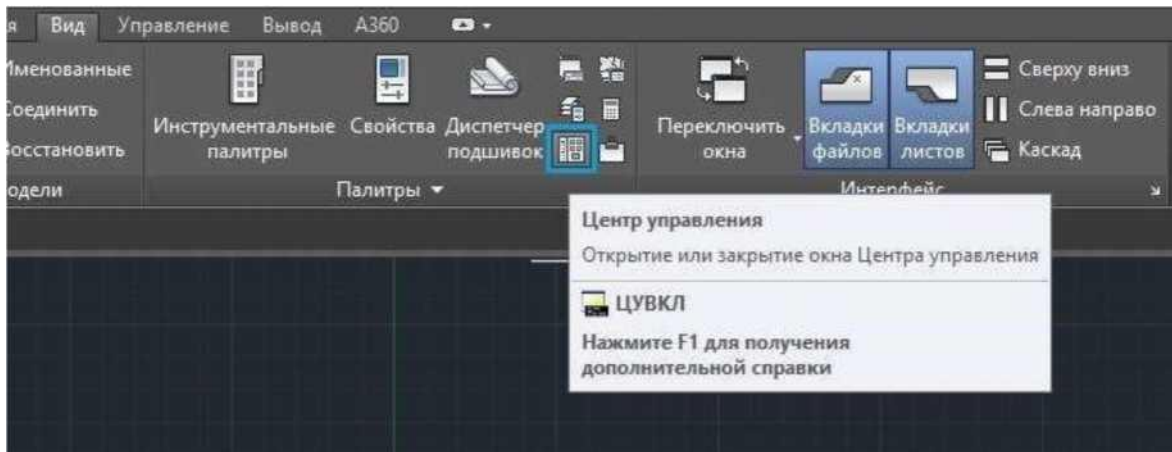 я Вид Управление Вывод A360
Именованные
Соединить
Восстановить
одели
Инструментальные
палитры
Свойства
Диспетчер
подшивок
Палитры
Переключить
окна
Вкладки
файлов
Вкладки
листов
Сверху вниз
Слева направо
Каскад
Интерфейс
Центр управления
Открытие или закрытие окна Центра управления
ЦУВКЛ
Нажмите F1 для получения
дополнительной справки